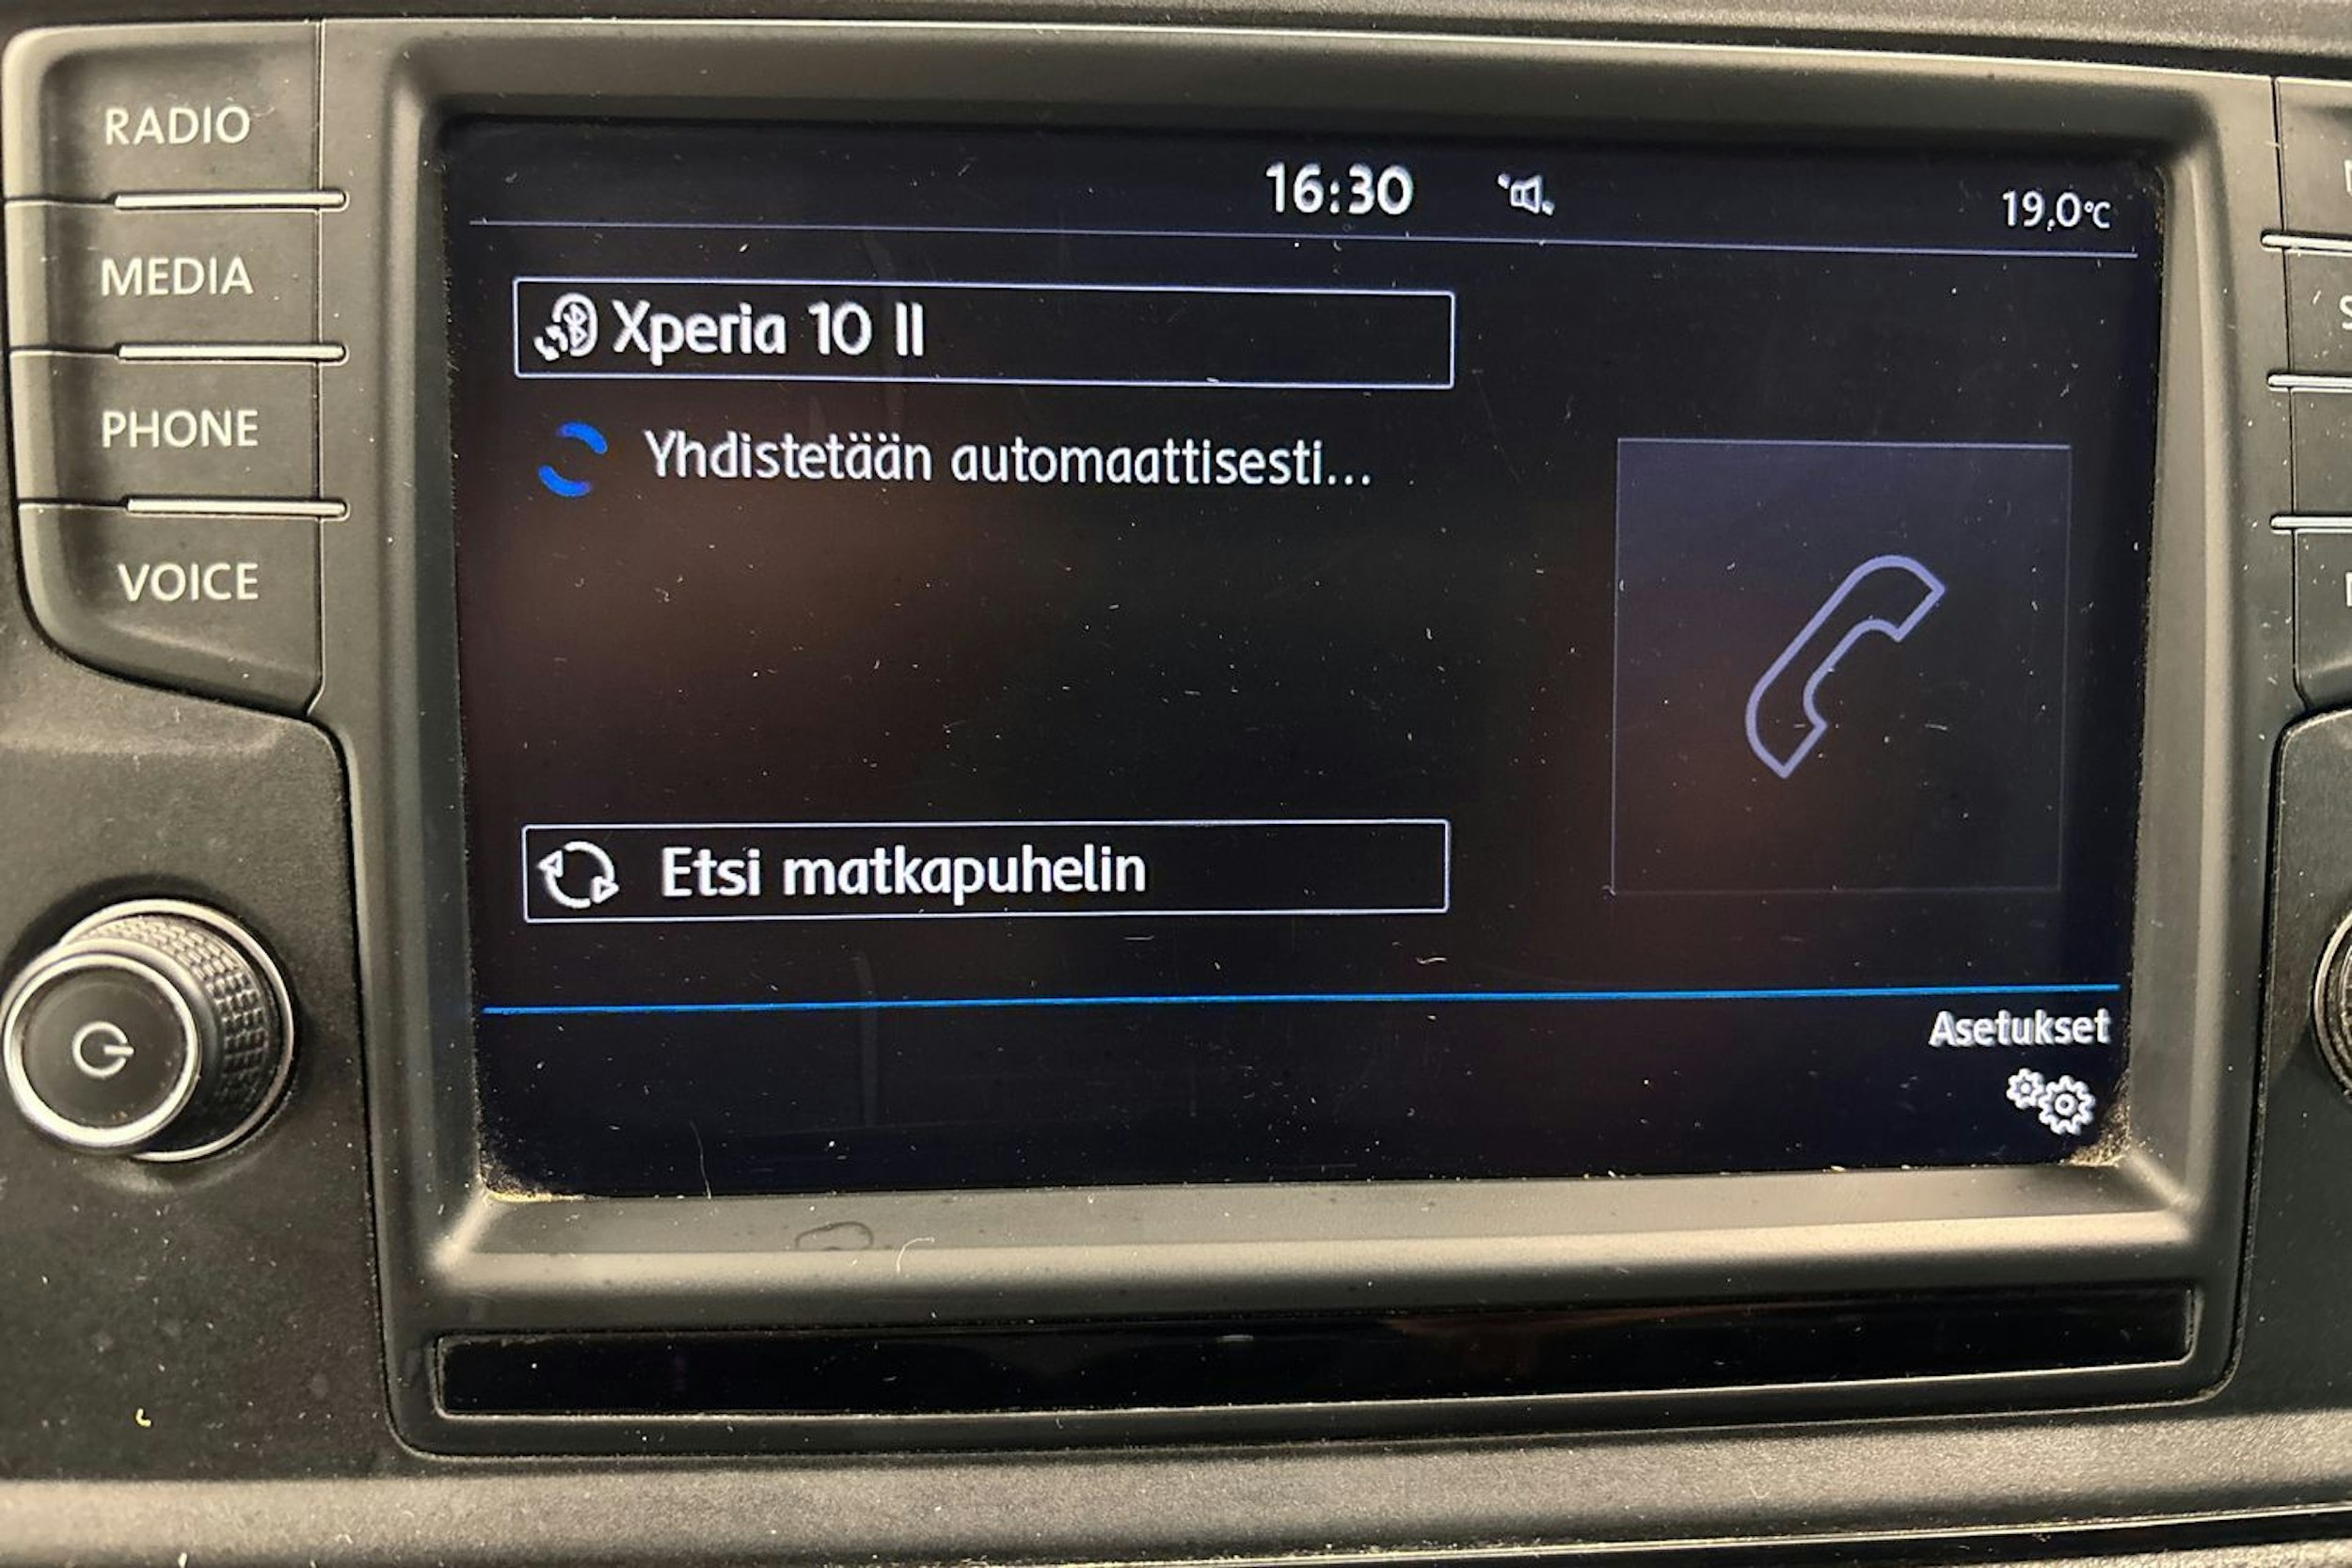 RADIO
MEDIA
PHONE
VOICE
16:30
19,0°C
Xperia 10 II
Yhdistetään automaattisesti...
Etsi matkapuhelin
Asetukset